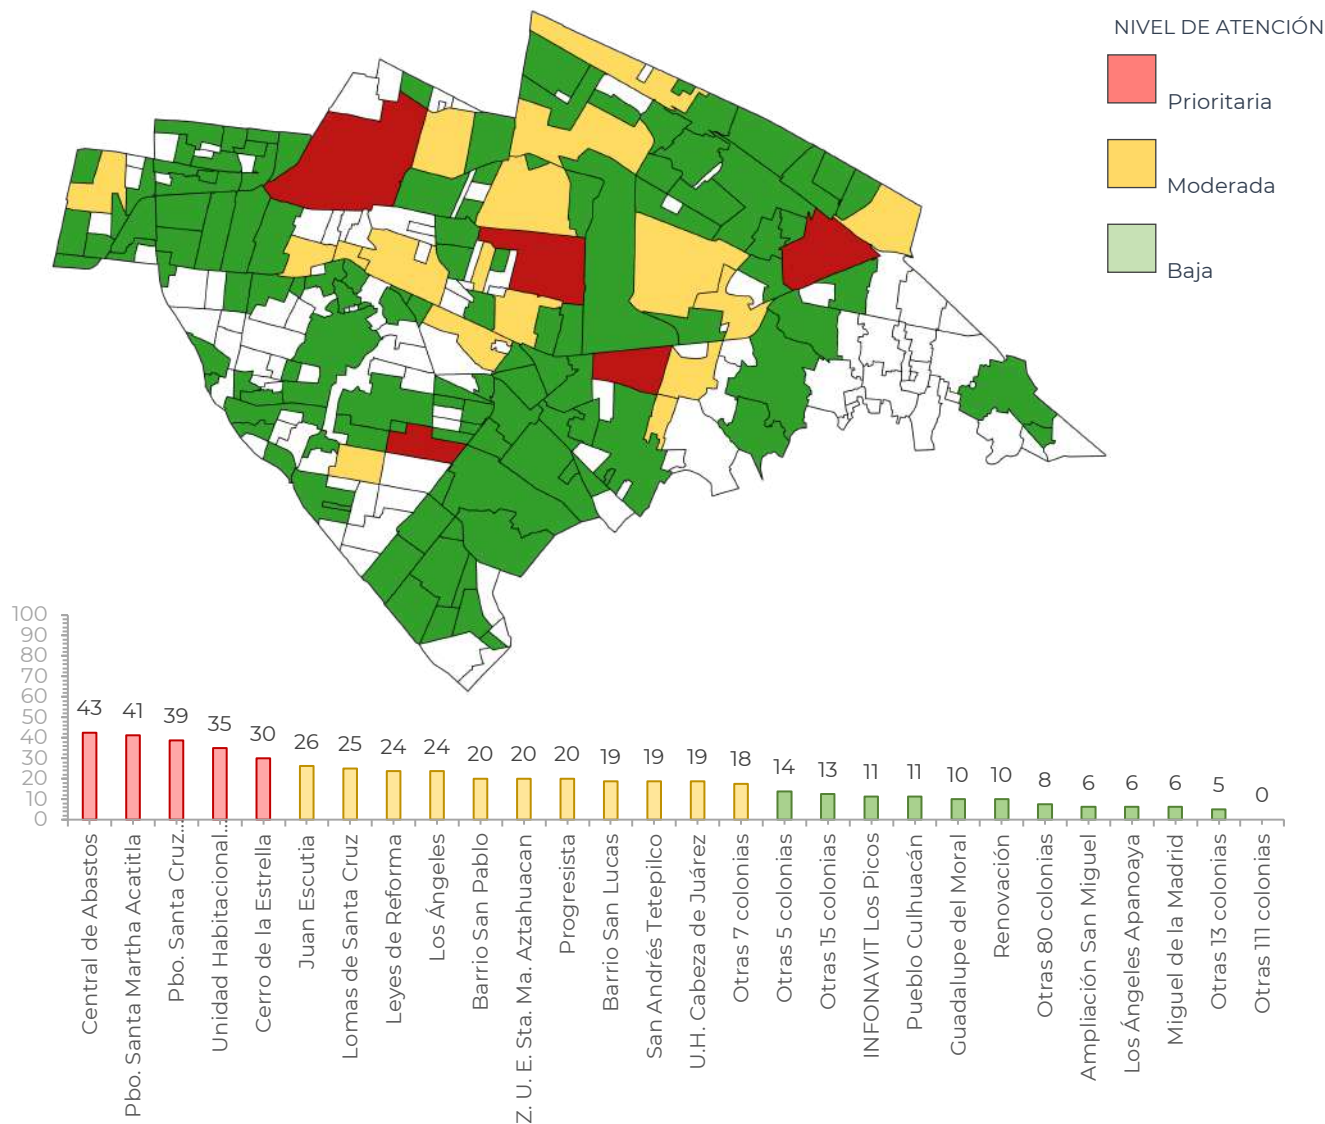 NIVEL DE ATENCIÓN
Prioritaria
Moderada
Baja
100
90
80
70
60
50
40
30
20
10
0
43
41
39
35
30
26
25
24
24
20
20
20
19
19
19
18
14
13
11
11
10
10
8
6
6
6
5
0
Central de Abastos
Pbo. Santa Martha Acatitla
Pbo. Santa Cruz...
Unidad Habitacional...
Cerro de la Estrella
Juan Escutia
Lomas de Santa Cruz
Leyes de Reforma
Los Ángeles
Barrio San Pablo
Z. U. E. Sta. Ma. Aztahuacan
Progresista
Barrio San Lucas
San Andrés Tetepilco
U.H. Cabeza de Juárez
Otras 7 colonias
Otras 5 colonias
Otras 15 colonias
INFONAVIT Los Picos
Pueblo Culhuacán
Guadalupe del Moral
Renovación
Otras 80 colonias
Ampliación San Miguel
Los Ángeles Apanoaya
Miguel de la Madrid
Otras 13 colonias
Otras 111 colonias